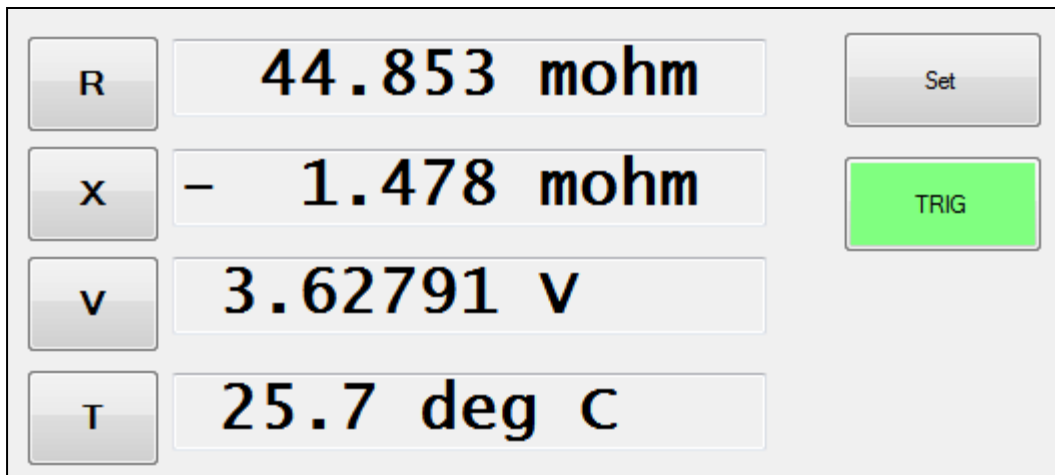 R 44.853 mohm Set
X - 1.478 mohm TRIG
V 3.62791 V
T 25.7 deg C